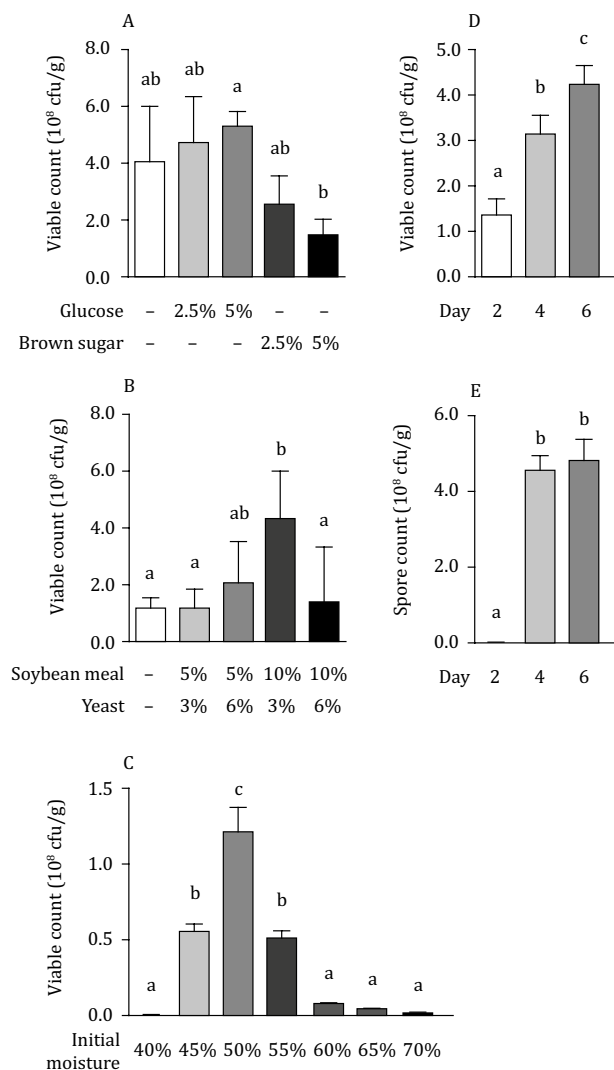 A
Viable count (10⁸ cfu/g)
8.0
6.0
4.0
2.0
0.0
ab
ab
a
ab
b
Glucose – 2.5% 5% – –
Brown sugar – – – 2.5% 5%
B
Viable count (10⁸ cfu/g)
8.0
6.0
4.0
2.0
0.0
a
a
ab
b
a
Soybean meal – 5% 5% 10% 10%
Yeast – 3% 6% 3% 6%
C
Viable count (10⁸ cfu/g)
1.5
1.0
0.5
0.0
a
b
c
b
a
a
a
Initial
moisture 40% 45% 50% 55% 60% 65% 70%
D
Viable count (10⁸ cfu/g)
5.0
4.0
3.0
2.0
1.0
0.0
a
b
c
Day 2 4 6
E
Spore count (10⁸ cfu/g)
6.0
4.0
2.0
0.0
a
b
b
Day 2 4 6